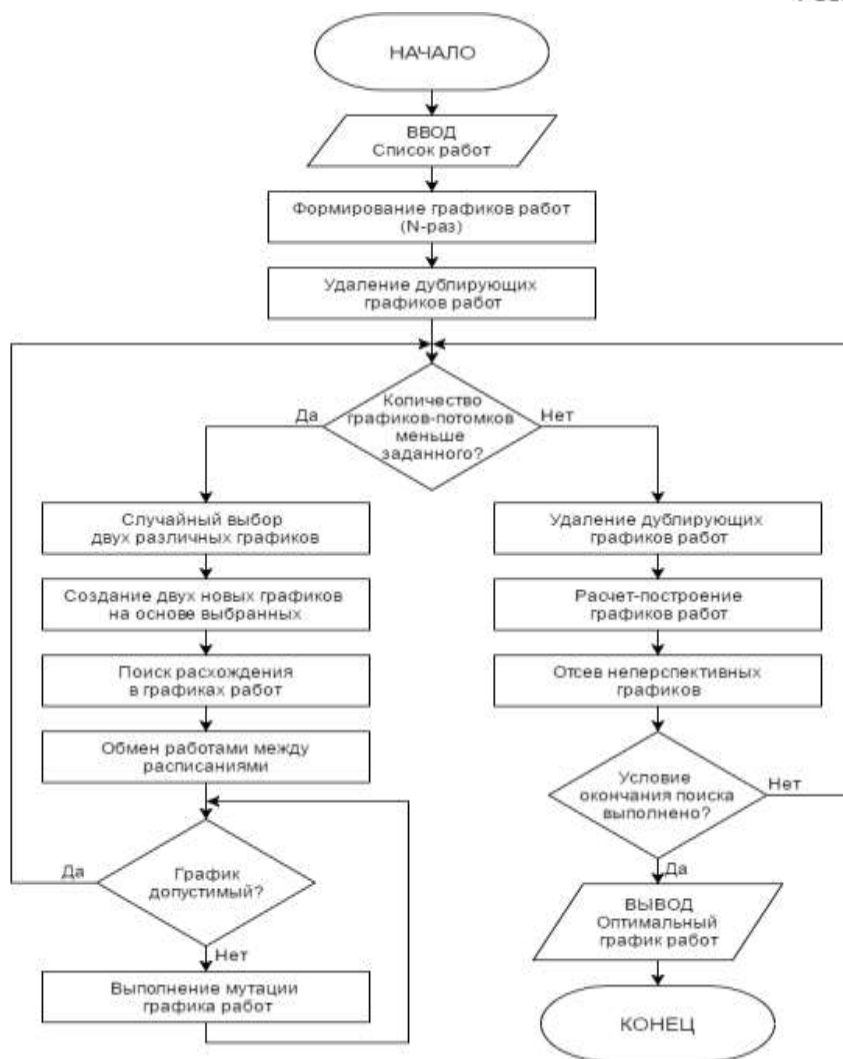 НАЧАЛО
ВВОД
Список работ
Формирование графиков работ
(N-раз)
Удаление дублирующих
графиков работ
Количество
графиков-потомков
меньше
заданного?
Да
Нет
Случайный выбор
двух различных графиков
Создание двух новых графиков
на основе выбранных
Поиск расхождения
в графиках работ
Обмен работами между
расписаниями
График
допустимый?
Да
Нет
Выполнение мутации
графика работ
Удаление дублирующих
графиков работ
Расчет-построение
графиков работ
Отсев неперспективных
графиков
Условие
окончания поиска
выполнено?
Нет
Да
ВЫВОД
Оптимальный
график работ
КОНЕЦ